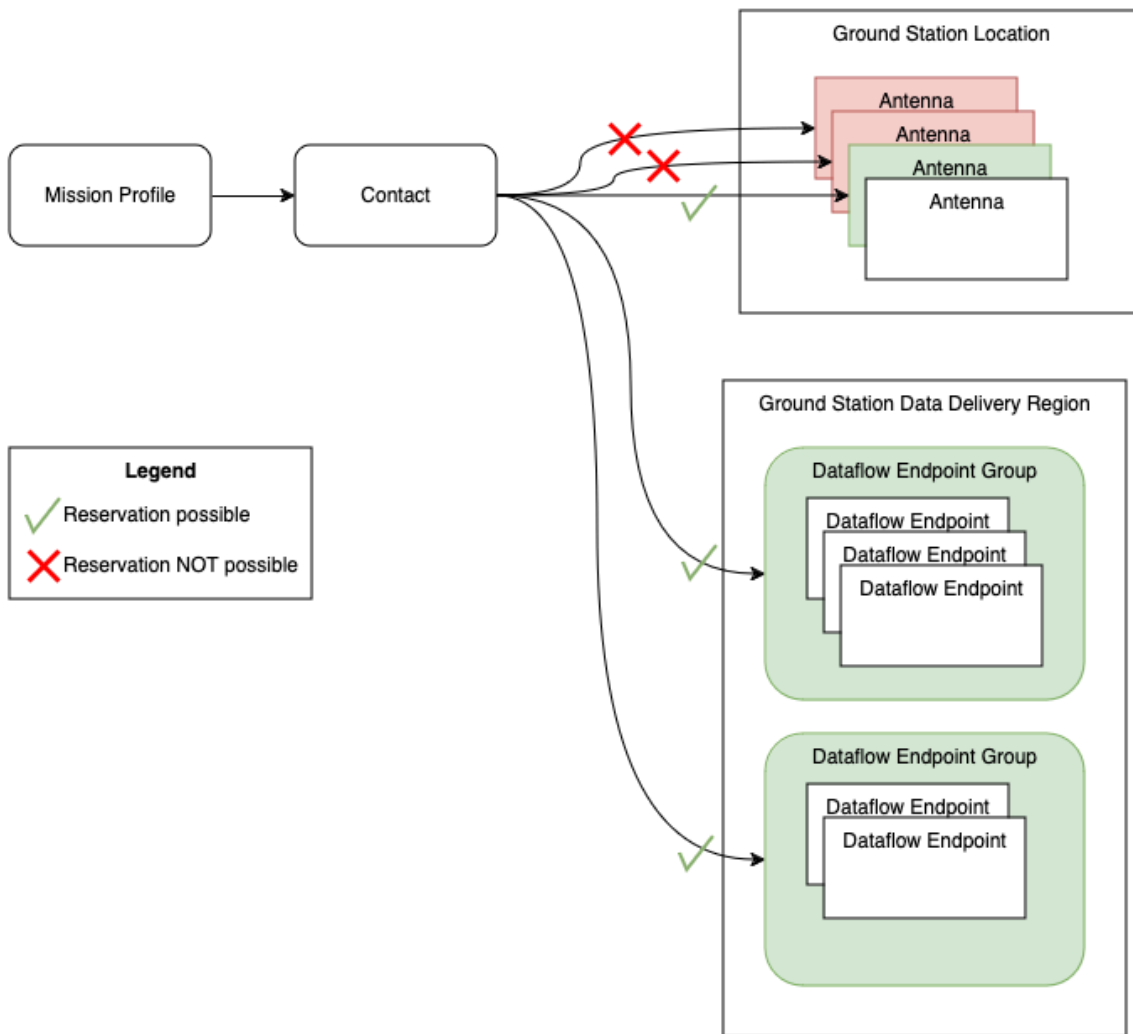 Ground Station Location
Antenna
Antenna
Antenna
Antenna
Mission Profile
Contact
Ground Station Data Delivery Region
Dataflow Endpoint Group
Dataflow Endpoint
Dataflow Endpoint
Dataflow Endpoint
Legend
Reservation possible
Reservation NOT possible
Dataflow Endpoint Group
Dataflow Endpoint
Dataflow Endpoint